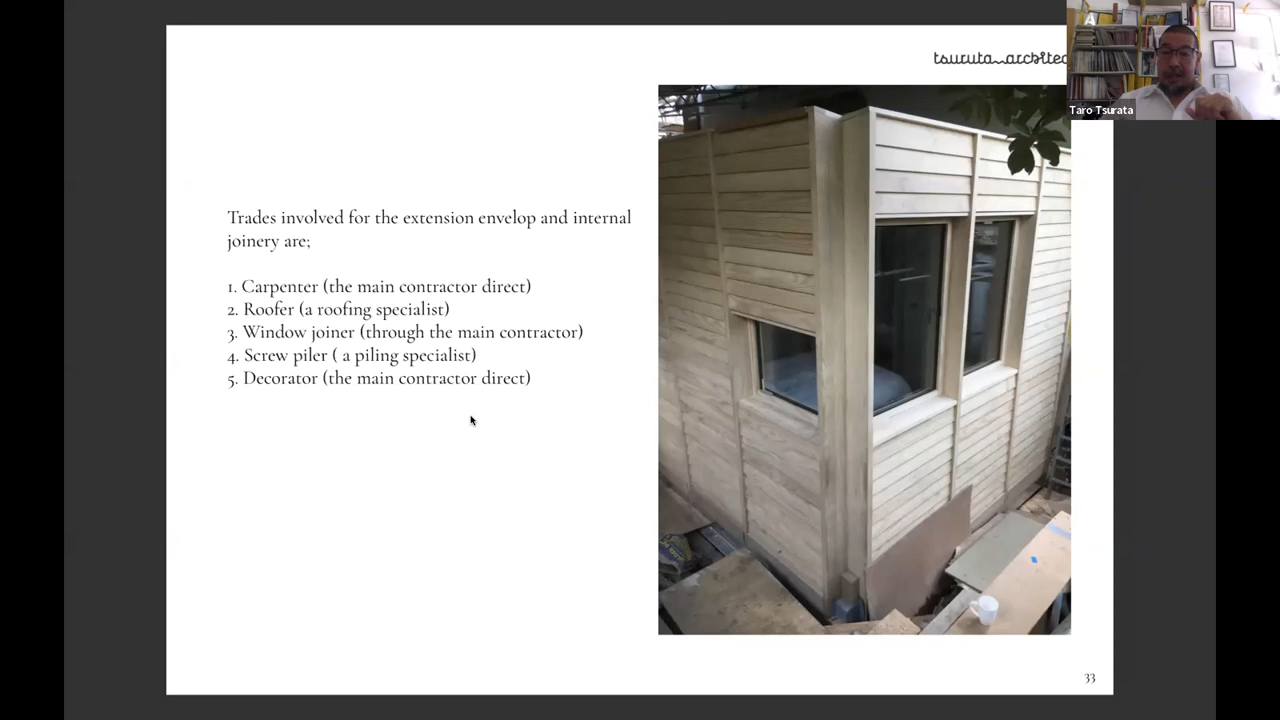 tsuruta_architec
A
Taro Tsurata
Trades involved for the extension envelop and internal
joinery are;
1. Carpenter (the main contractor direct)
2. Roofer (a roofing specialist)
3. Window joiner (through the main contractor)
4. Screw piler ( a piling specialist)
5. Decorator (the main contractor direct)
33